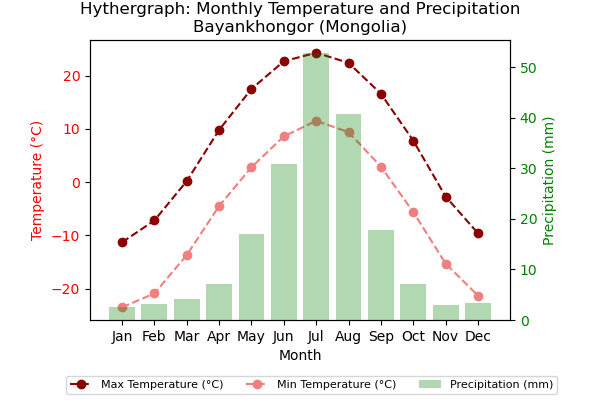 Hythergraph: Monthly Temperature and Precipitation
Bayankhongor (Mongolia)
Temperature (°C)
20
10
0
−10
−20
50
40
30
20
10
0
Precipitation (mm)
Jan Feb Mar Apr May Jun Jul Aug Sep Oct Nov Dec
Month
Max Temperature (°C) Min Temperature (°C) Precipitation (mm)